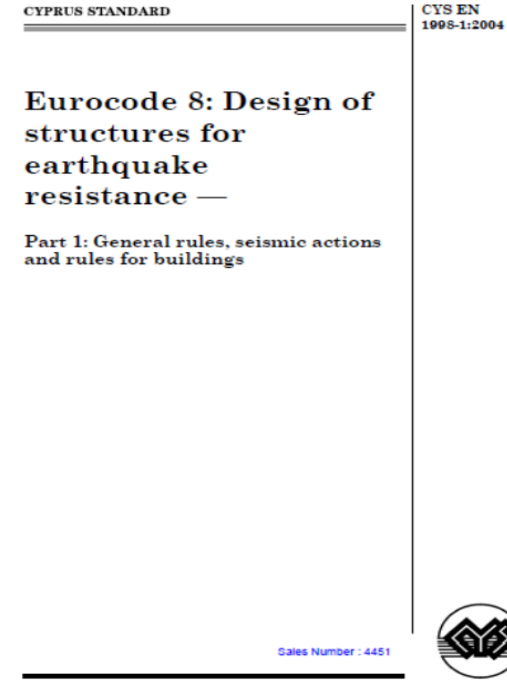 CYPRUS STANDARD
CYS EN
1998-1:2004
Eurocode 8: Design of
structures for
earthquake
resistance —
Part 1: General rules, seismic actions
and rules for buildings
Sales Number : 4451
CYS